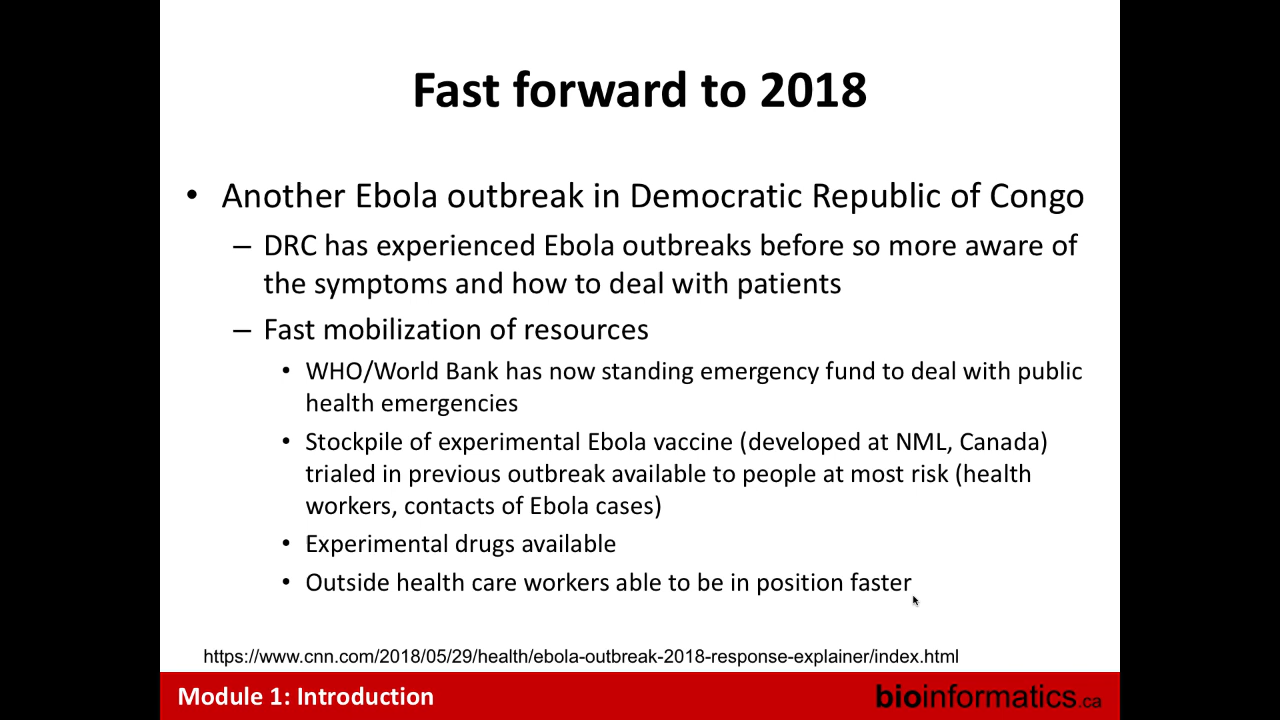 Fast forward to 2018
• Another Ebola outbreak in Democratic Republic of Congo
– DRC has experienced Ebola outbreaks before so more aware of
the symptoms and how to deal with patients
– Fast mobilization of resources
• WHO/World Bank has now standing emergency fund to deal with public
health emergencies
• Stockpile of experimental Ebola vaccine (developed at NML, Canada)
trialed in previous outbreak available to people at most risk (health
workers, contacts of Ebola cases)
• Experimental drugs available
• Outside health care workers able to be in position faster
https://www.cnn.com/2018/05/29/health/ebola-outbreak-2018-response-explainer/index.html
Module 1: Introduction
bioinformatics.ca